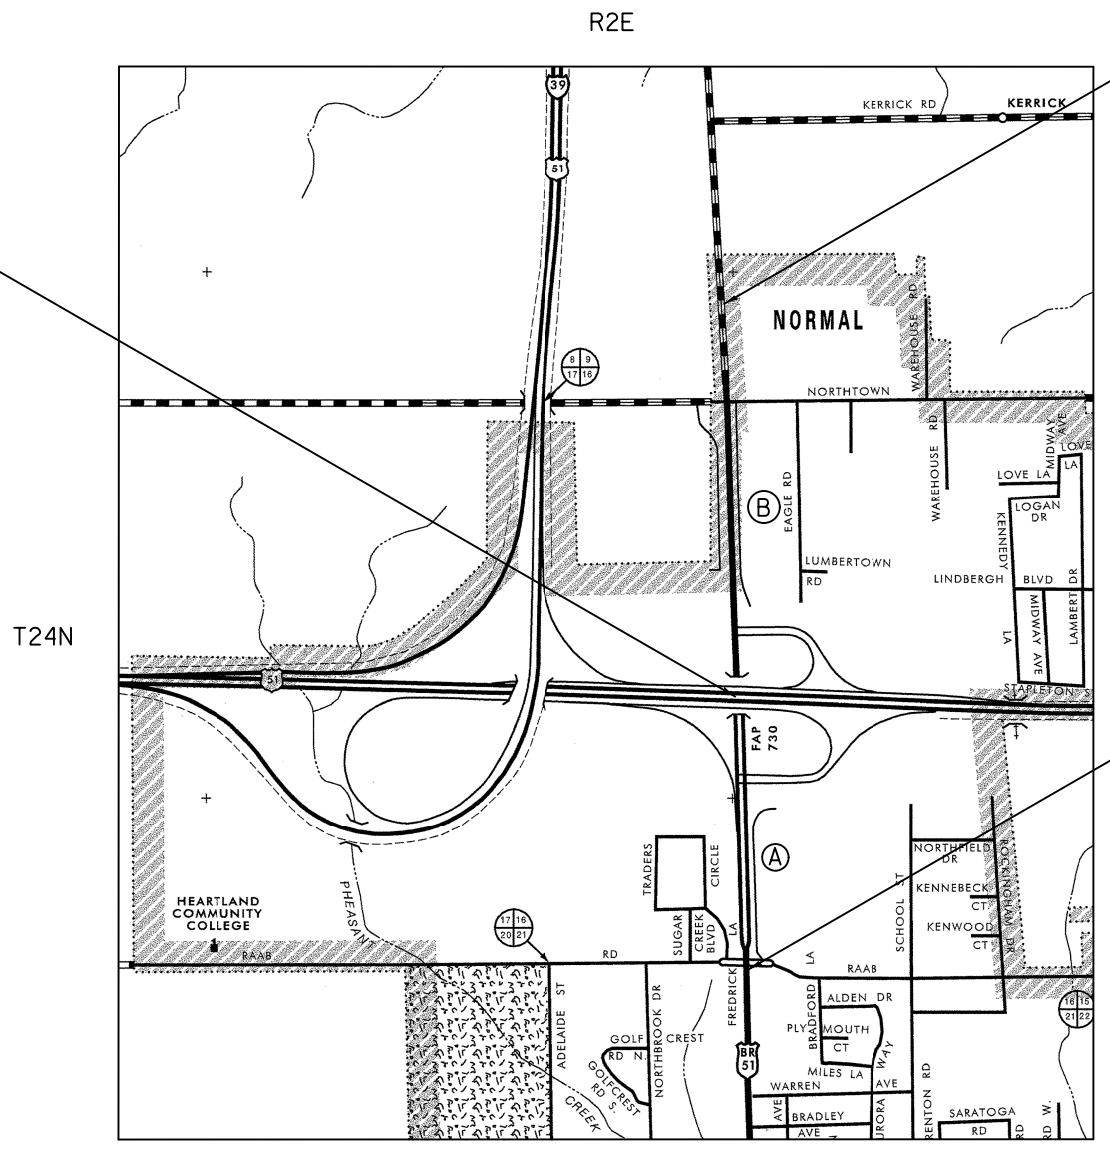 R2E
39
KERRICK RD
KERRICK
51
WAREHOUSE RD
NORMAL
8 9
17 16
NORTHTOWN
MIDWAY
AVE
WAREHOUSE RD
LOVE
LOVE LA
LA
EAGLE RD
B
LOGAN
DR
KENNEDY
LA
LUMBERTOWN
RD
LINDBERGH BLVD
MIDWAY AVE
LAMBERT DR
T24N
51
STAPLETON S
FAP
730
TRADERS
CIRCLE
A
NORTHFIELD
DR
ROCKINGHAM DR
SCHOOL ST
KENNEBECK
CT
KENWOOD
CT
PHEASANT
CREEK
HEARTLAND
COMMUNITY
COLLEGE
17 16
20 21
SUGAR
CREEK
BLVD
FREDRICK LA
RAAB
RD
BRADFORD LA
RAAB
ADELAIDE ST
NORTHBROOK DR
ALDEN DR
16 15
21 22
GOLF CREST
RD N.
PLYMOUTH
CT
GOLFCREST
RD S.
BR
51
MILES LA
WAY
WARREN AVE
AVE
BRADLEY
AVE
URORA
RENTON RD
SARATOGA
RD
RD
RD W.